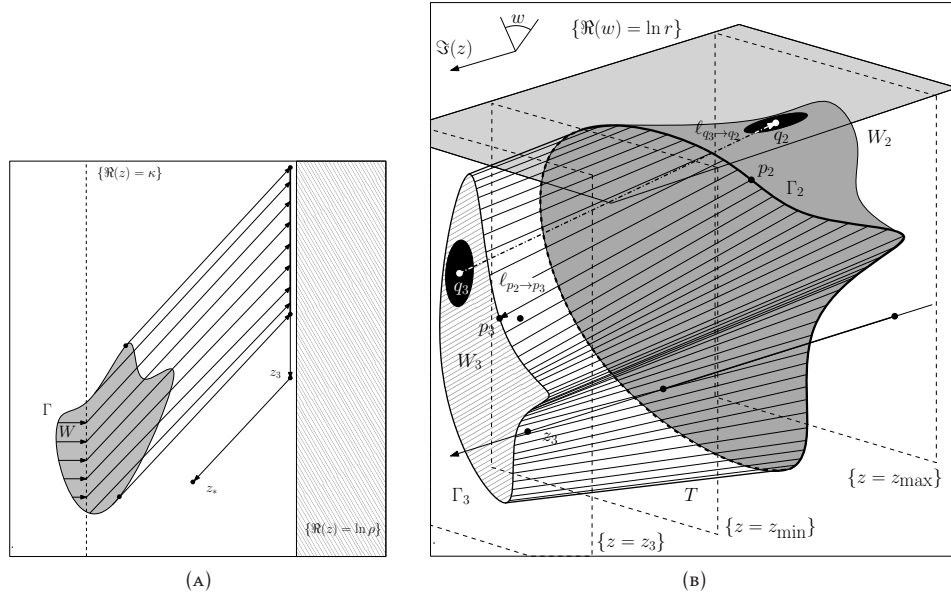 {ℜ(z) = κ}
z₃
Γ
W
z∗
{ℜ(z) = ln ρ}
(A)
w
ℑ(z)
{ℜ(w) = ln r}
ℓ_{q₃→q₂}
q₂
W₂
p₂
Γ₂
q₃
ℓ_{p₂→p₃}
p₃
W₃
z₃
Γ₃
T
{z = z_max}
{z = z_min}
{z = z₃}
(B)